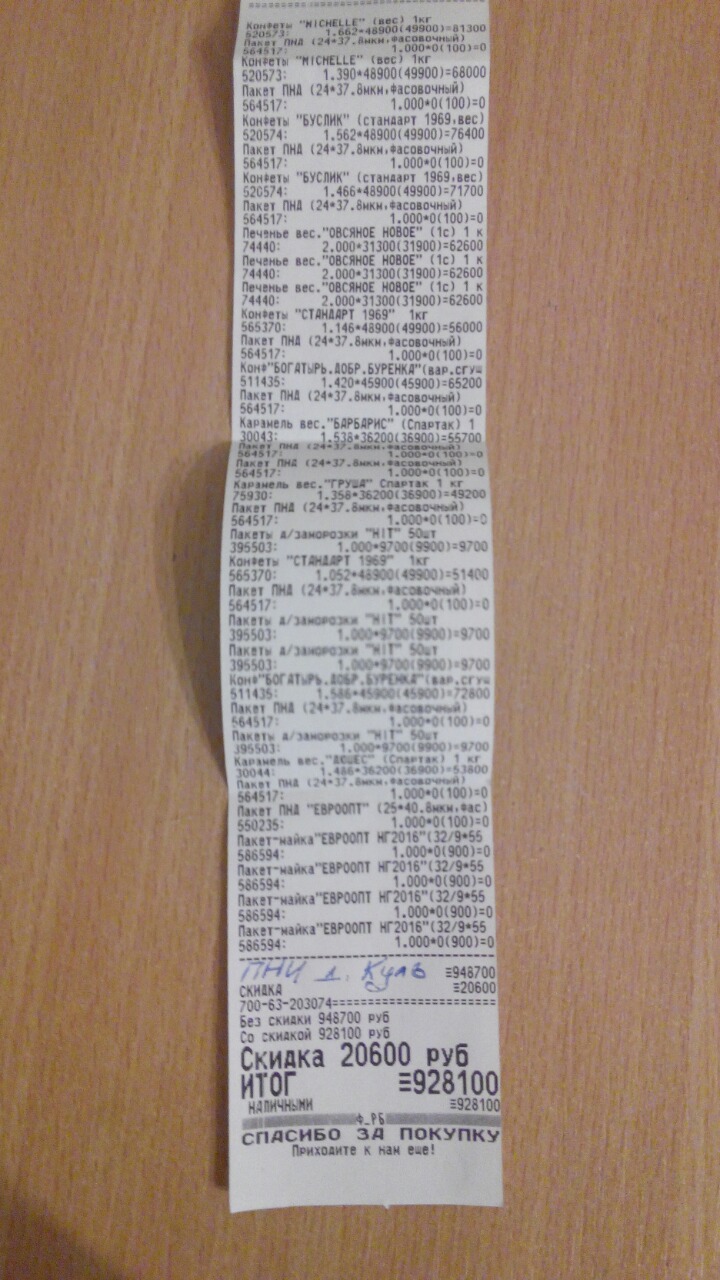 Конфеты "MICHELLE" (вес) 1кг
520573: 1.662*48900(49900)=81300
Пакет ПНД (24*37.8мкм,фасовочный)
564517: 1.000*0(100)=0
Конфеты "MICHELLE" (вес) 1кг
520573: 1.390*48900(49900)=68000
Пакет ПНД (24*37.8мкм,фасовочный)
564517: 1.000*0(100)=0
Конфеты "БУСЛИК" (стандарт 1969,вес)
520574: 1.562*48900(49900)=76400
Пакет ПНД (24*37.8мкм,фасовочный)
564517: 1.000*0(100)=0
Конфеты "БУСЛИК" (стандарт 1969,вес)
520574: 1.466*48900(49900)=71700
Пакет ПНД (24*37.8мкм,фасовочный)
564517: 1.000*0(100)=0
Печенье вес."ОВСЯНОЕ НОВОЕ" (1с) 1 к
74440: 2.000*31300(31900)=62600
Печенье вес."ОВСЯНОЕ НОВОЕ" (1с) 1 к
74440: 2.000*31300(31900)=62600
Печенье вес."ОВСЯНОЕ НОВОЕ" (1с) 1 к
74440: 2.000*31300(31900)=62600
Конфеты "СТАНДАРТ 1969" 1кг
565370: 1.146*48900(49900)=56000
Пакет ПНД (24*37.8мкм,фасовочный)
564517: 1.000*0(100)=0
Конф"БОГАТЫРЬ.ДОБР.БУРЕНКА"(вар.сгущ
511435: 1.420*45900(45900)=65200
Пакет ПНД (24*37.8мкм,фасовочный)
564517: 1.000*0(100)=0
Карамель вес."БАРБАРИС" (Спартак) 1
30043: 1.538*36200(36900)=55700
Пакет ПНД (24*37.8мкм,фасовочный)
564517: 1.000*0(100)=0
Пакет ПНД (24*37.8мкм,фасовочный)
564517: 1.000*0(100)=0
Карамель вес."ГРУША" Спартак 1 кг
75930: 1.358*36200(36900)=49200
Пакет ПНД (24*37.8мкм,фасовочный)
564517: 1.000*0(100)=0
Пакеты д/заморозки "HIT" 50шт
395503: 1.000*9700(9900)=9700
Конфеты "СТАНДАРТ 1969" 1кг
565370: 1.052*48900(49900)=51400
Пакет ПНД (24*37.8мкм,фасовочный)
564517: 1.000*0(100)=0
Пакеты д/заморозки "HIT" 50шт
395503: 1.000*9700(9900)=9700
Пакеты д/заморозки "HIT" 50шт
395503: 1.000*9700(9900)=9700
Конф"БОГАТЫРЬ.ДОБР.БУРЕНКА"(вар.сгущ
511435: 1.586*45900(45900)=72800
Пакет ПНД (24*37.8мкм,фасовочный)
564517: 1.000*0(100)=0
Пакеты д/заморозки "HIT" 50шт
395503: 1.000*9700(9900)=9700
Карамель вес."ДЮШЕС" (Спартак) 1 кг
30044: 1.486*36200(36900)=53800
Пакет ПНД (24*37.8мкм,фасовочный)
564517: 1.000*0(100)=0
Пакет ПНД "ЕВРООПТ" (25*40.8мкм,фас)
550235: 1.000*0(100)=0
Пакет-майка"ЕВРООПТ НГ2016"(32/9*55
586594: 1.000*0(900)=0
Пакет-майка"ЕВРООПТ НГ2016"(32/9*55
586594: 1.000*0(900)=0
Пакет-майка"ЕВРООПТ НГ2016"(32/9*55
586594: 1.000*0(900)=0
Пакет-майка"ЕВРООПТ НГ2016"(32/9*55
586594: 1.000*0(900)=0
ПНИ д. ≡948700
СКИДКА ≡20600
700-63-203074
Без скидки 948700 руб
Со скидкой 928100 руб
Скидка 20600 руб
ИТОГ ≡928100
НАЛИЧНЫМИ ≡928100
Ф_РБ
СПАСИБО ЗА ПОКУПКУ
Приходите к нам еще!